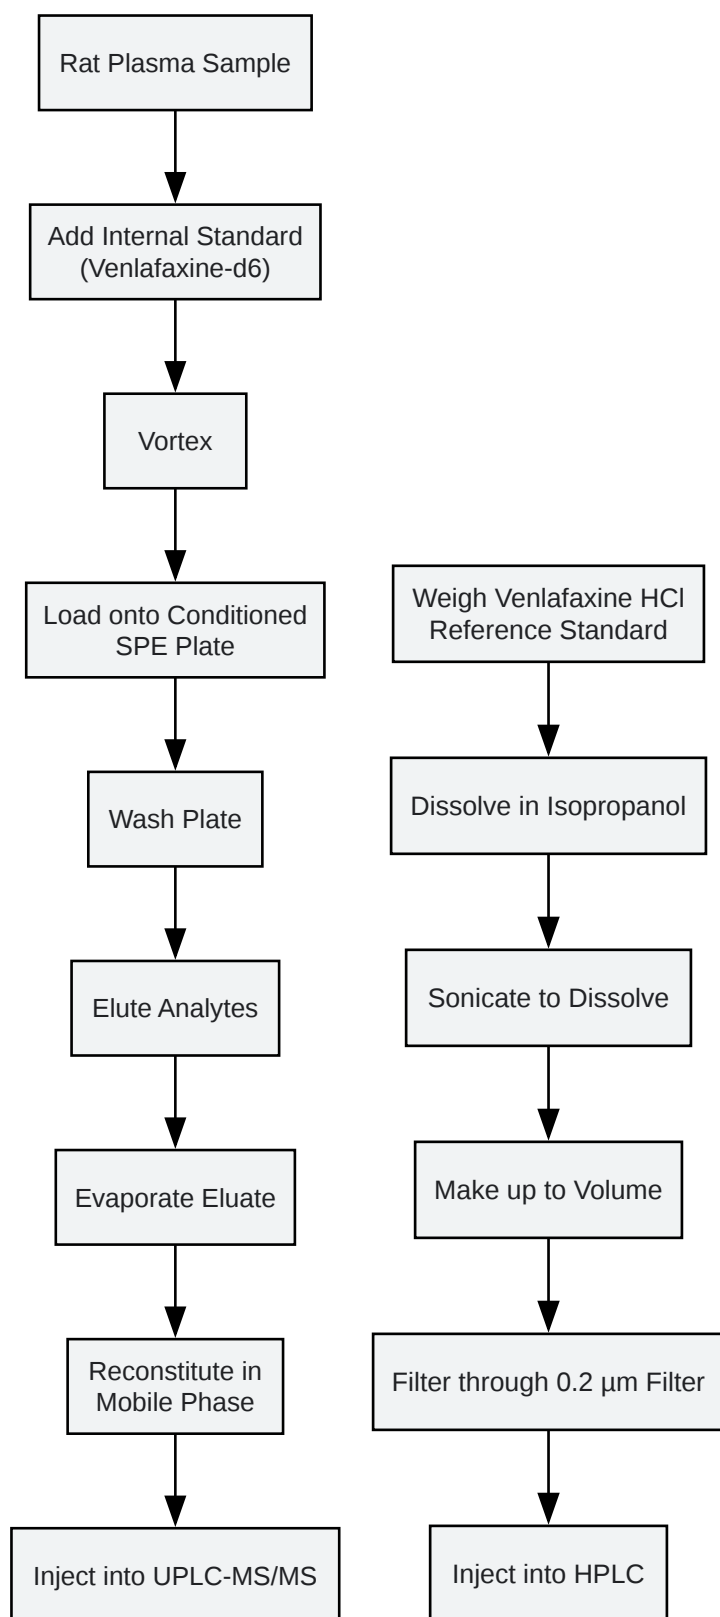 Rat Plasma Sample
Add Internal Standard
(Venlafaxine-d6)
Vortex
Load onto Conditioned
SPE Plate
Wash Plate
Elute Analytes
Evaporate Eluate
Reconstitute in
Mobile Phase
Inject into UPLC-MS/MS
Weigh Venlafaxine HCl
Reference Standard
Dissolve in Isopropanol
Sonicate to Dissolve
Make up to Volume
Filter through 0.2 µm Filter
Inject into HPLC